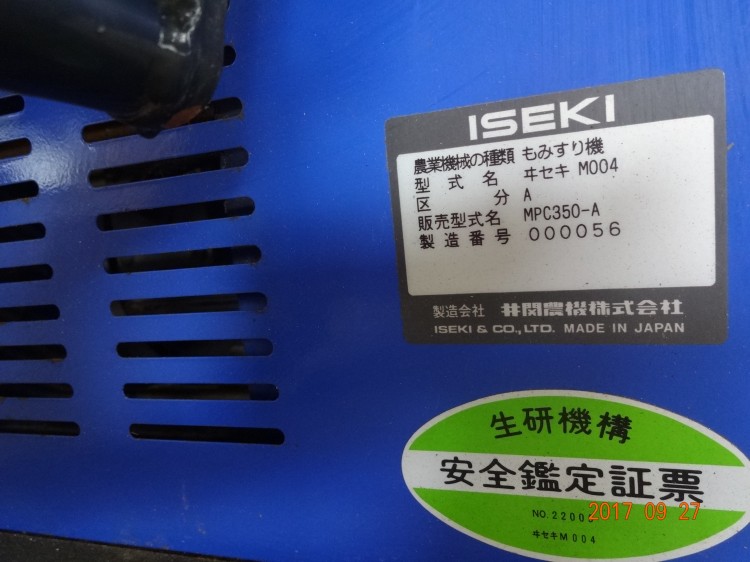 ISEKI
農業機械の種類 もみすり機
型式名 ヰセキ M004
区分 A
販売型式名 MPC350-A
製造番号 000056
製造会社 井関農機株式会社
ISEKI & CO., LTD. MADE IN JAPAN
生研機構
安全鑑定証票
NO.2200
2017 09 27
ヰセキM004